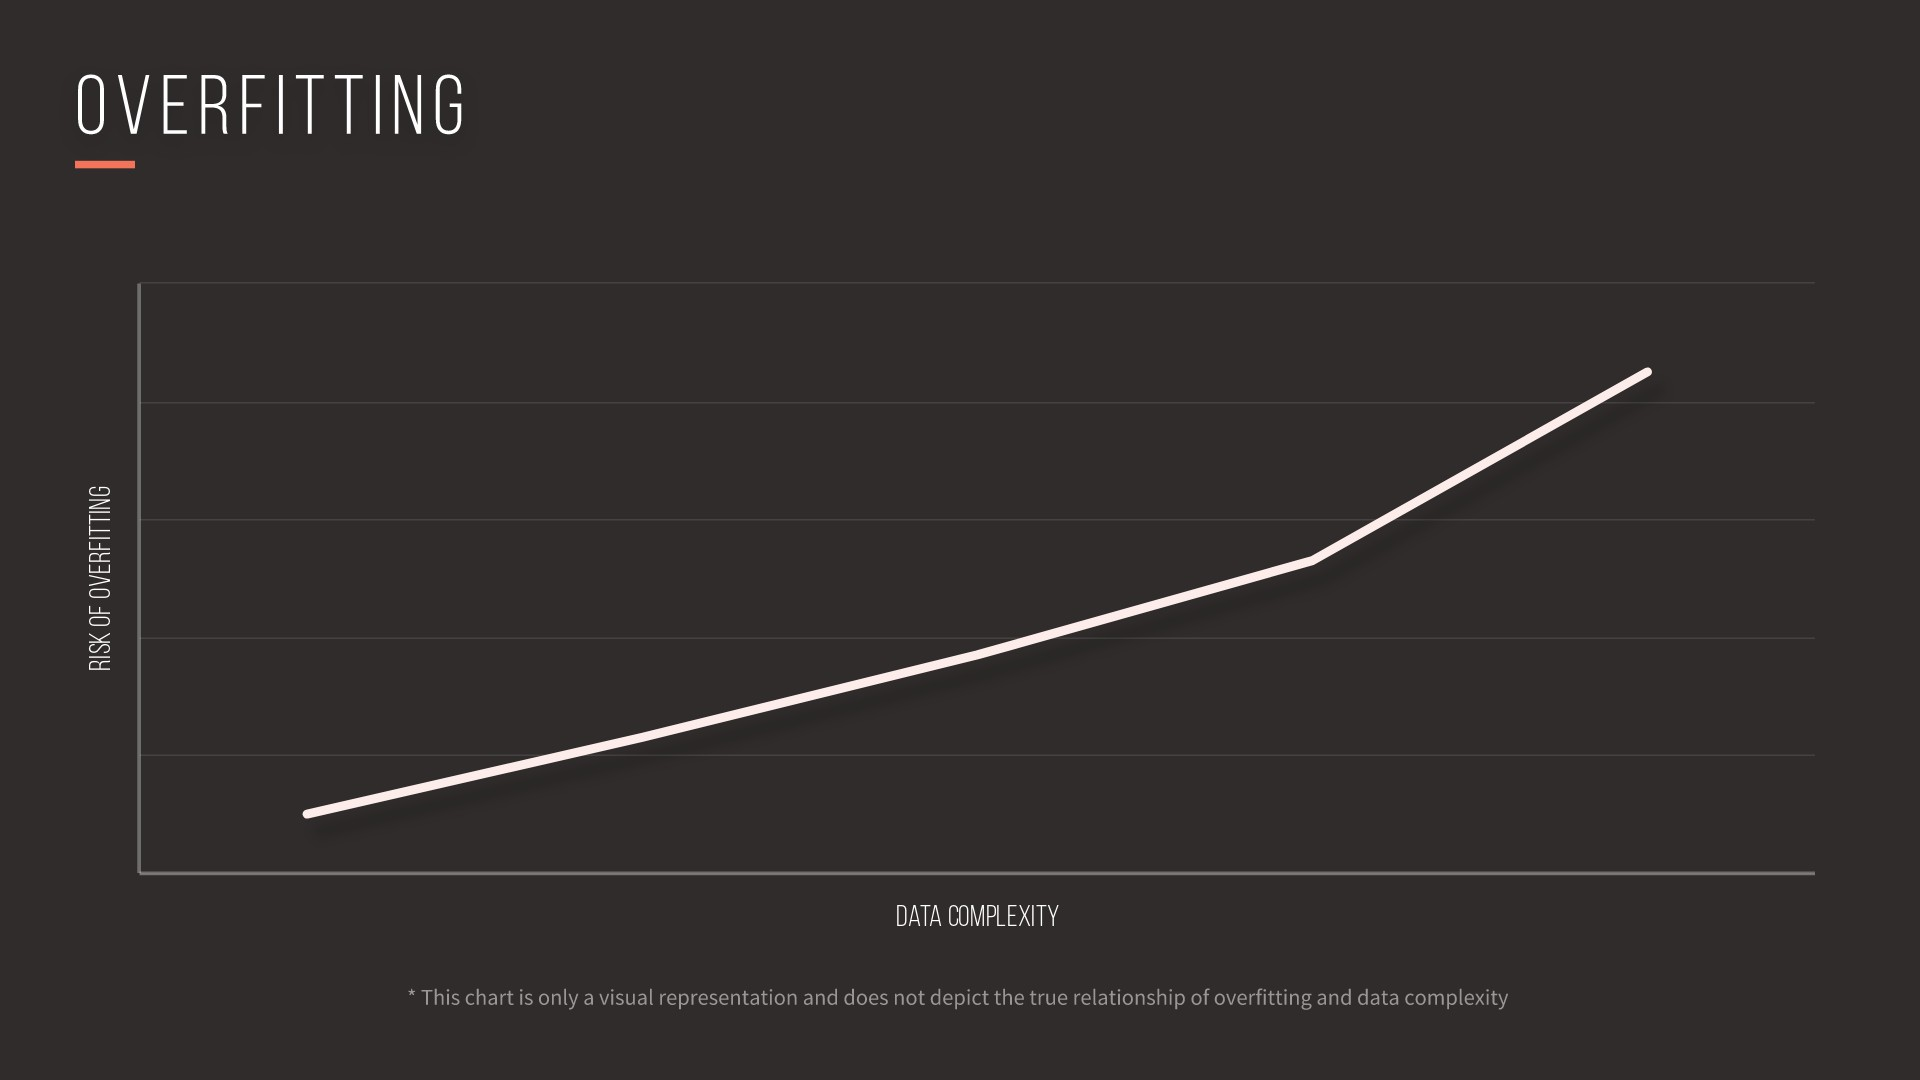 OVERFITTING
RISK OF OVERFITTING
DATA COMPLEXITY
* This chart is only a visual representation and does not depict the true relationship of overfitting and data complexity